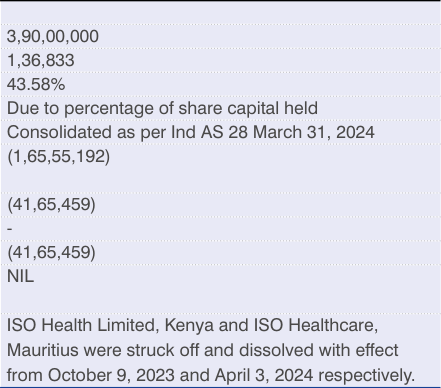 3,90,00,000
1,36,833
43.58%
Due to percentage of share capital held
Consolidated as per Ind AS 28 March 31, 2024
(1,65,55,192)
(41,65,459)
-
(41,65,459)
NIL
ISO Health Limited, Kenya and ISO Healthcare,
Mauritius were struck off and dissolved with effect
from October 9, 2023 and April 3, 2024 respectively.